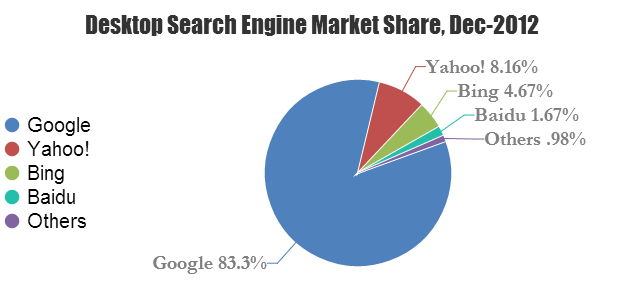 Desktop Search Engine Market Share, Dec-2012
Google
Yahoo!
Bing
Baidu
Others
Yahoo! 8.16%
Bing 4.67%
Baidu 1.67%
Others .98%
Google 83.3%